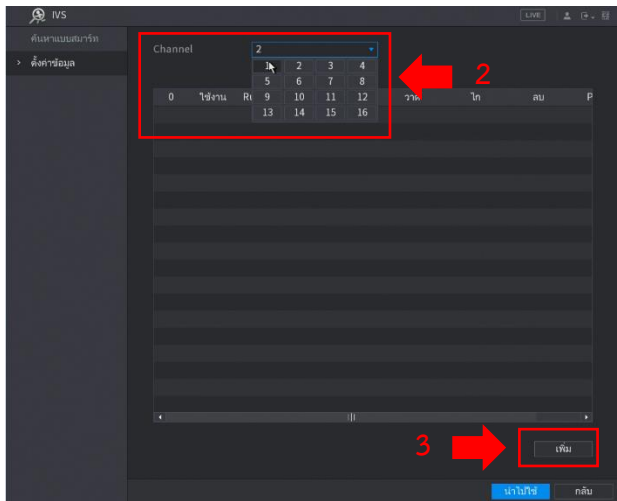 IVS
LIVE
ค้นหาแบบสมาร์ท
> ตั้งค่าข้อมูล
Channel 2
1 2 3 4
5 6 7 8
9 10 11 12
13 14 15 16
0 ใช้งาน วาด ลบ P
2
3
เพิ่ม
นำไปใช้ กลับ